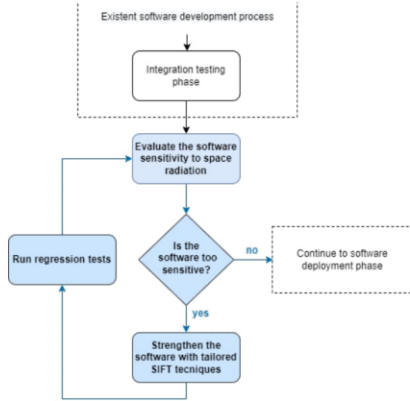 Existent software development process
Integration testing
phase
Evaluate the software
sensitivity to space
radiation
Is the
software too
sensitive?
no
Continue to software
deployment phase
Run regression tests
yes
Strengthen the
software with tailored
SIFT tecniques